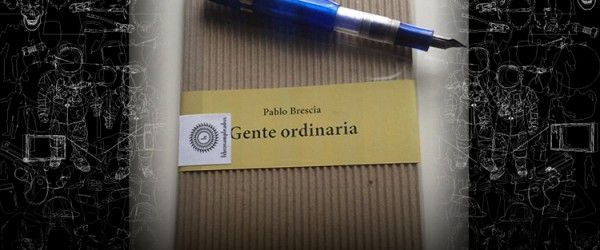 Pablo Brescia
Gente ordinaria